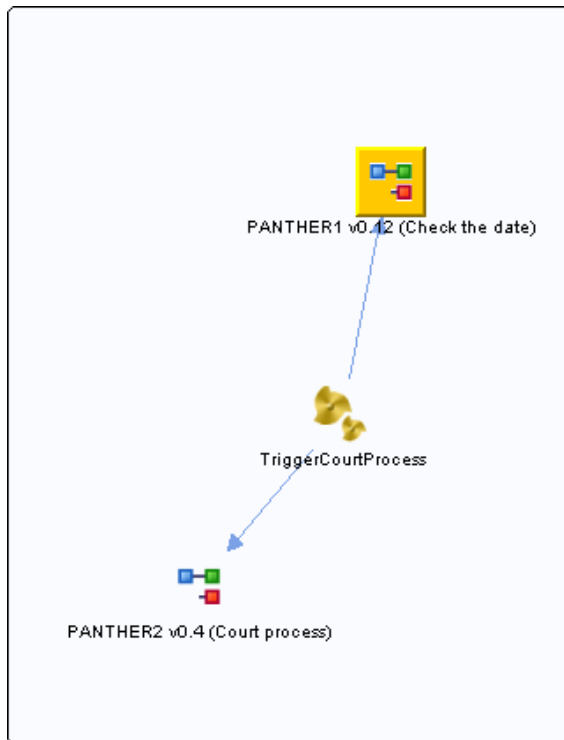 PANTHER1 v0.12 (Check the date)
TriggerCourtProcess
PANTHER2 v0.4 (Court process)